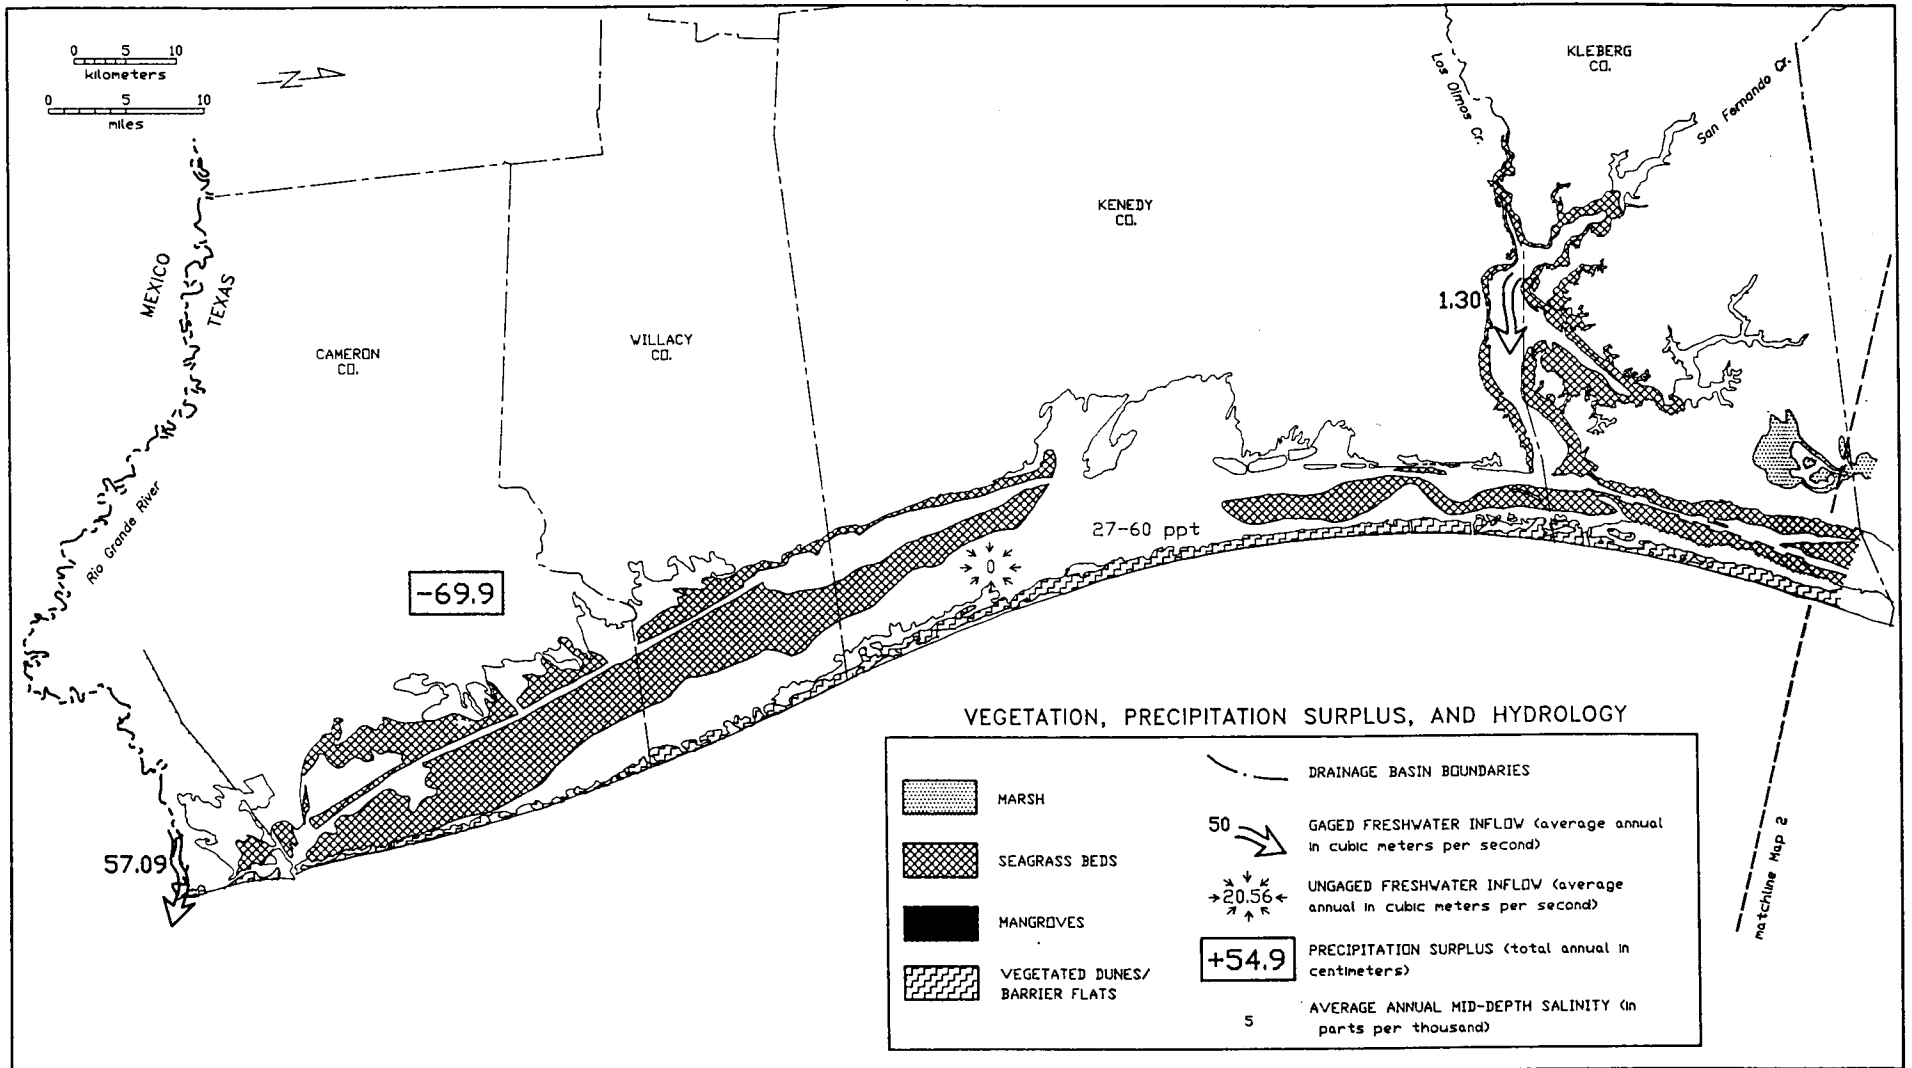 0 5 10
kilometers
0 5 10
miles
N
KLEBERG
CO.
Los Olmos Cr.
San Fernando Cr.
KENEDY
CO.
MEXICO
TEXAS
1.30
CAMERON
CO.
WILLACY
CO.
Rio Grande River
27-60 ppt
0
-69.9
57.09
matchline Map 2
VEGETATION, PRECIPITATION SURPLUS, AND HYDROLOGY
MARSH
SEAGRASS BEDS
MANGROVES
VEGETATED DUNES/
BARRIER FLATS
DRAINAGE BASIN BOUNDARIES
50
GAGED FRESHWATER INFLOW (average annual
in cubic meters per second)
20.56
UNGAGED FRESHWATER INFLOW (average
annual in cubic meters per second)
+54.9
PRECIPITATION SURPLUS (total annual in
centimeters)
5
AVERAGE ANNUAL MID-DEPTH SALINITY (in
parts per thousand)